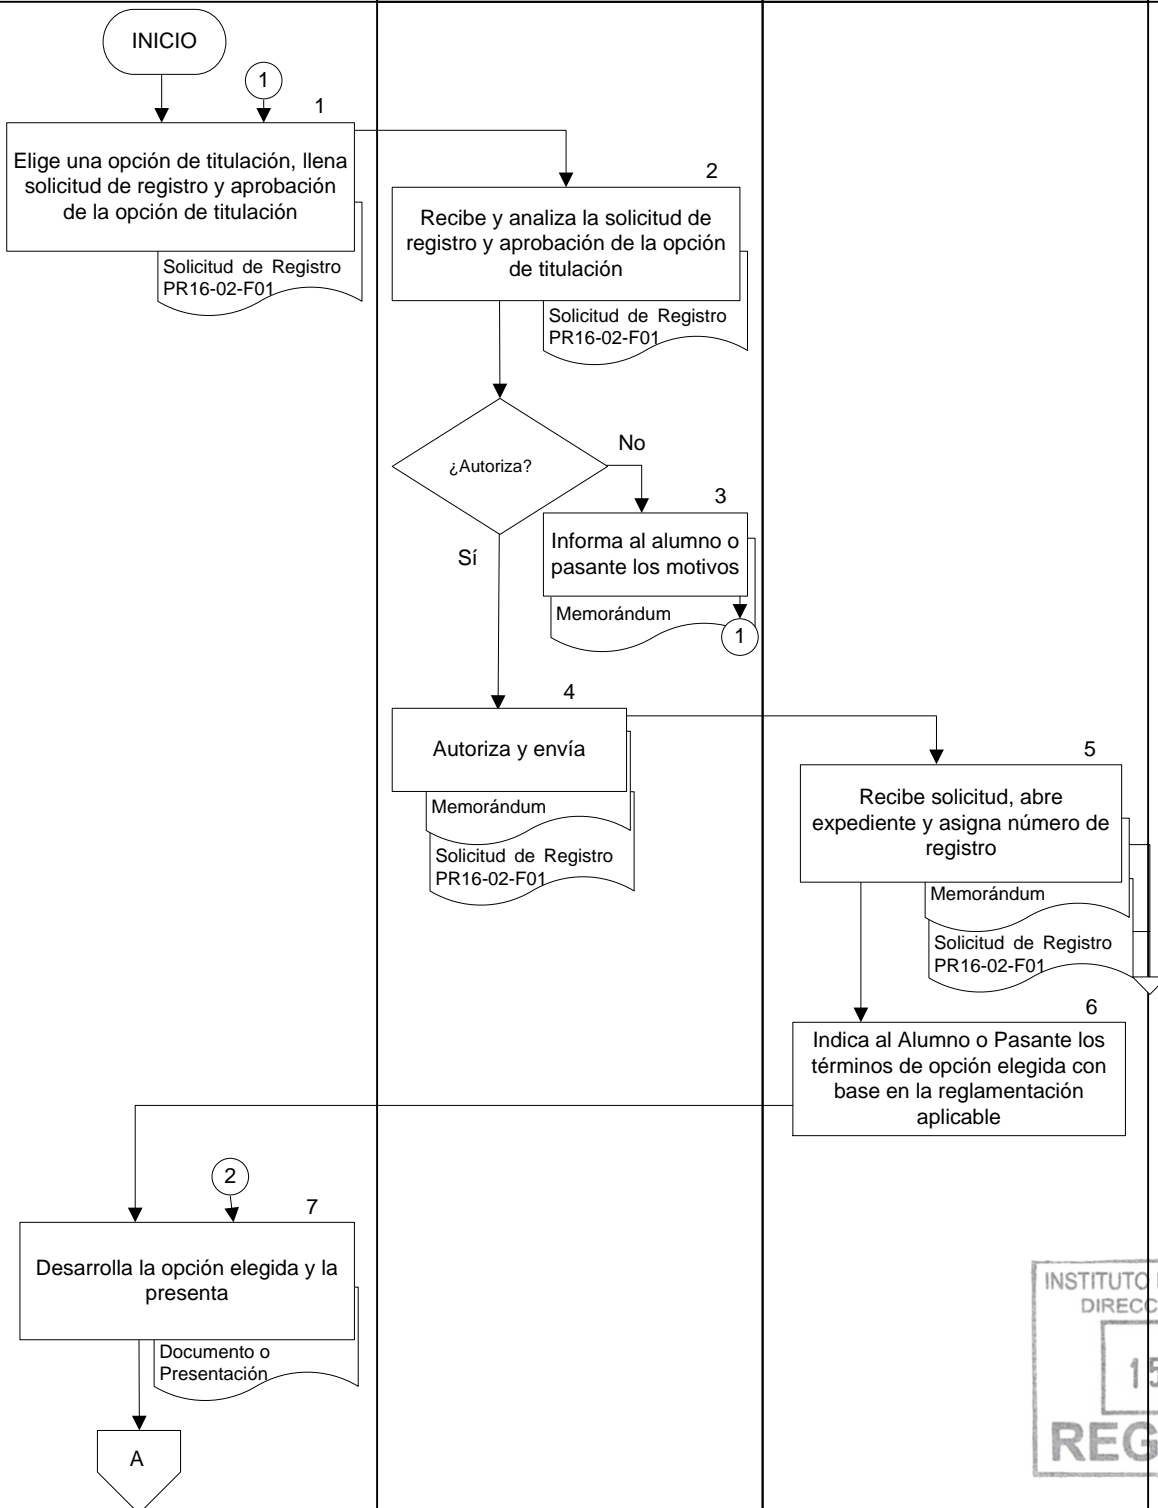 INICIO
1
1
Elige una opción de titulación, llena
solicitud de registro y aprobación
de la opción de titulación
Solicitud de Registro
PR16-02-F01
2
Recibe y analiza la solicitud de
registro y aprobación de la opción
de titulación
Solicitud de Registro
PR16-02-F01
¿Autoriza?
No
Sí
3
Informa al alumno o
pasante los motivos
Memorándum
1
4
Autoriza y envía
Memorándum
Solicitud de Registro
PR16-02-F01
5
Recibe solicitud, abre
expediente y asigna número de
registro
Memorándum
Solicitud de Registro
PR16-02-F01
6
Indica al Alumno o Pasante los
términos de opción elegida con
base en la reglamentación
aplicable
2
7
Desarrolla la opción elegida y la
presenta
Documento o
Presentación
A
INSTITUTO
DIRECC
15
REG